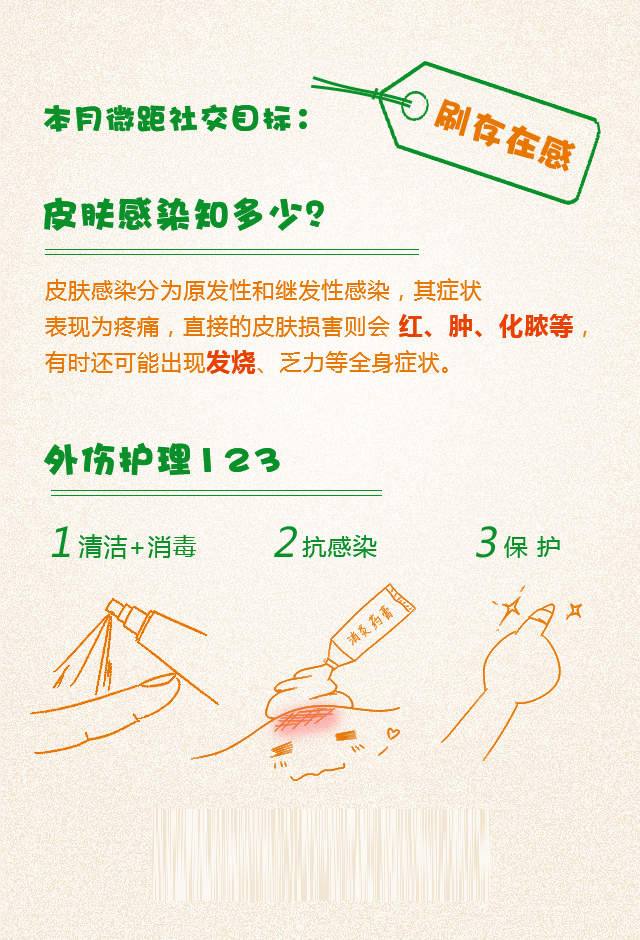 本月微距社交目标：
刷存在感
皮肤感染知多少？
皮肤感染分为原发性和继发性感染，其症状
表现为疼痛，直接的皮肤损害则会 红、肿、化脓等，
有时还可能出现发烧、乏力等全身症状。
外伤护理123
1 清洁+消毒
2 抗感染
3 保 护
消炎药膏